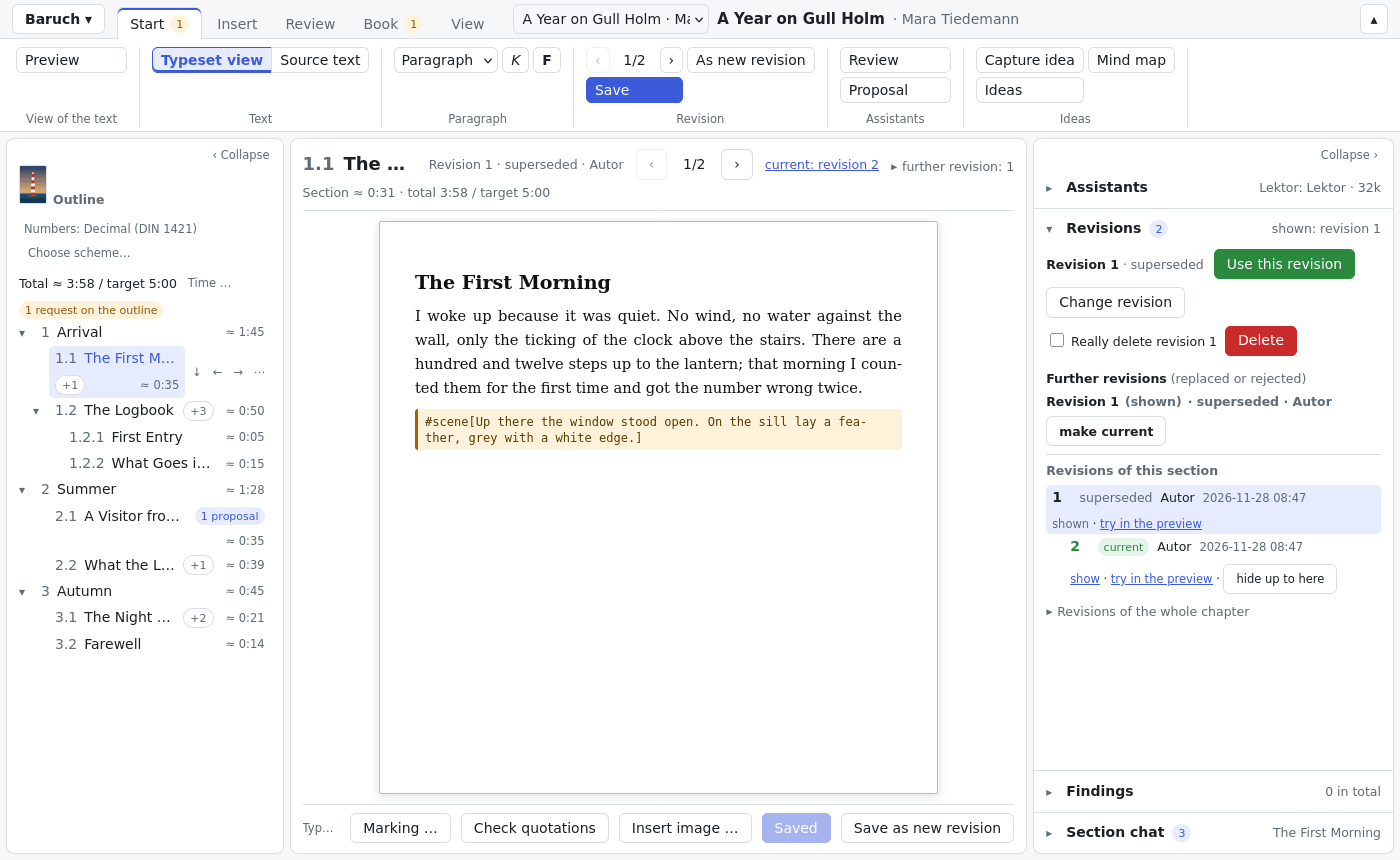 Baruch ▾
Start 1
Insert
Review
Book 1
View
A Year on Gull Holm · Ma
A Year on Gull Holm · Mara Tiedemann
▴
Preview
View of the text
Typeset view Source text
Text
Paragraph K F
Paragraph
‹ 1/2 › As new revision
Save
Revision
Review
Proposal
Assistants
Capture idea Mind map
Ideas
Ideas
‹ Collapse
Outline
Numbers: Decimal (DIN 1421)
Choose scheme…
Total ≈ 3:58 / target 5:00 Time …
1 request on the outline
▾ 1 Arrival ≈ 1:45
1.1 The First M…
+1 ≈ 0:35 ↓ ← → ···
▾ 1.2 The Logbook +3 ≈ 0:50
1.2.1 First Entry ≈ 0:05
1.2.2 What Goes i… ≈ 0:15
▾ 2 Summer ≈ 1:28
2.1 A Visitor fro… 1 proposal
≈ 0:35
2.2 What the L… +1 ≈ 0:39
▾ 3 Autumn ≈ 0:45
3.1 The Night … +2 ≈ 0:21
3.2 Farewell ≈ 0:14
1.1 The … Revision 1 · superseded · Autor ‹ 1/2 › current: revision 2 ▸ further revision: 1
Section ≈ 0:31 · total 3:58 / target 5:00
The First Morning
I woke up because it was quiet. No wind, no water against the
wall, only the ticking of the clock above the stairs. There are a
hundred and twelve steps up to the lantern; that morning I coun-
ted them for the first time and got the number wrong twice.
#scene[Up there the window stood open. On the sill lay a fea-
ther, grey with a white edge.]
Typ… Marking … Check quotations Insert image … Saved Save as new revision
Collapse ›
▸ Assistants Lektor: Lektor · 32k
▾ Revisions 2 shown: revision 1
Revision 1 · superseded Use this revision
Change revision
Really delete revision 1 Delete
Further revisions (replaced or rejected)
Revision 1 (shown) · superseded · Autor
make current
Revisions of this section
1 superseded Autor 2026-11-28 08:47
shown · try in the preview
2 current Autor 2026-11-28 08:47
show · try in the preview · hide up to here
▸ Revisions of the whole chapter
▸ Findings 0 in total
▸ Section chat 3 The First Morning